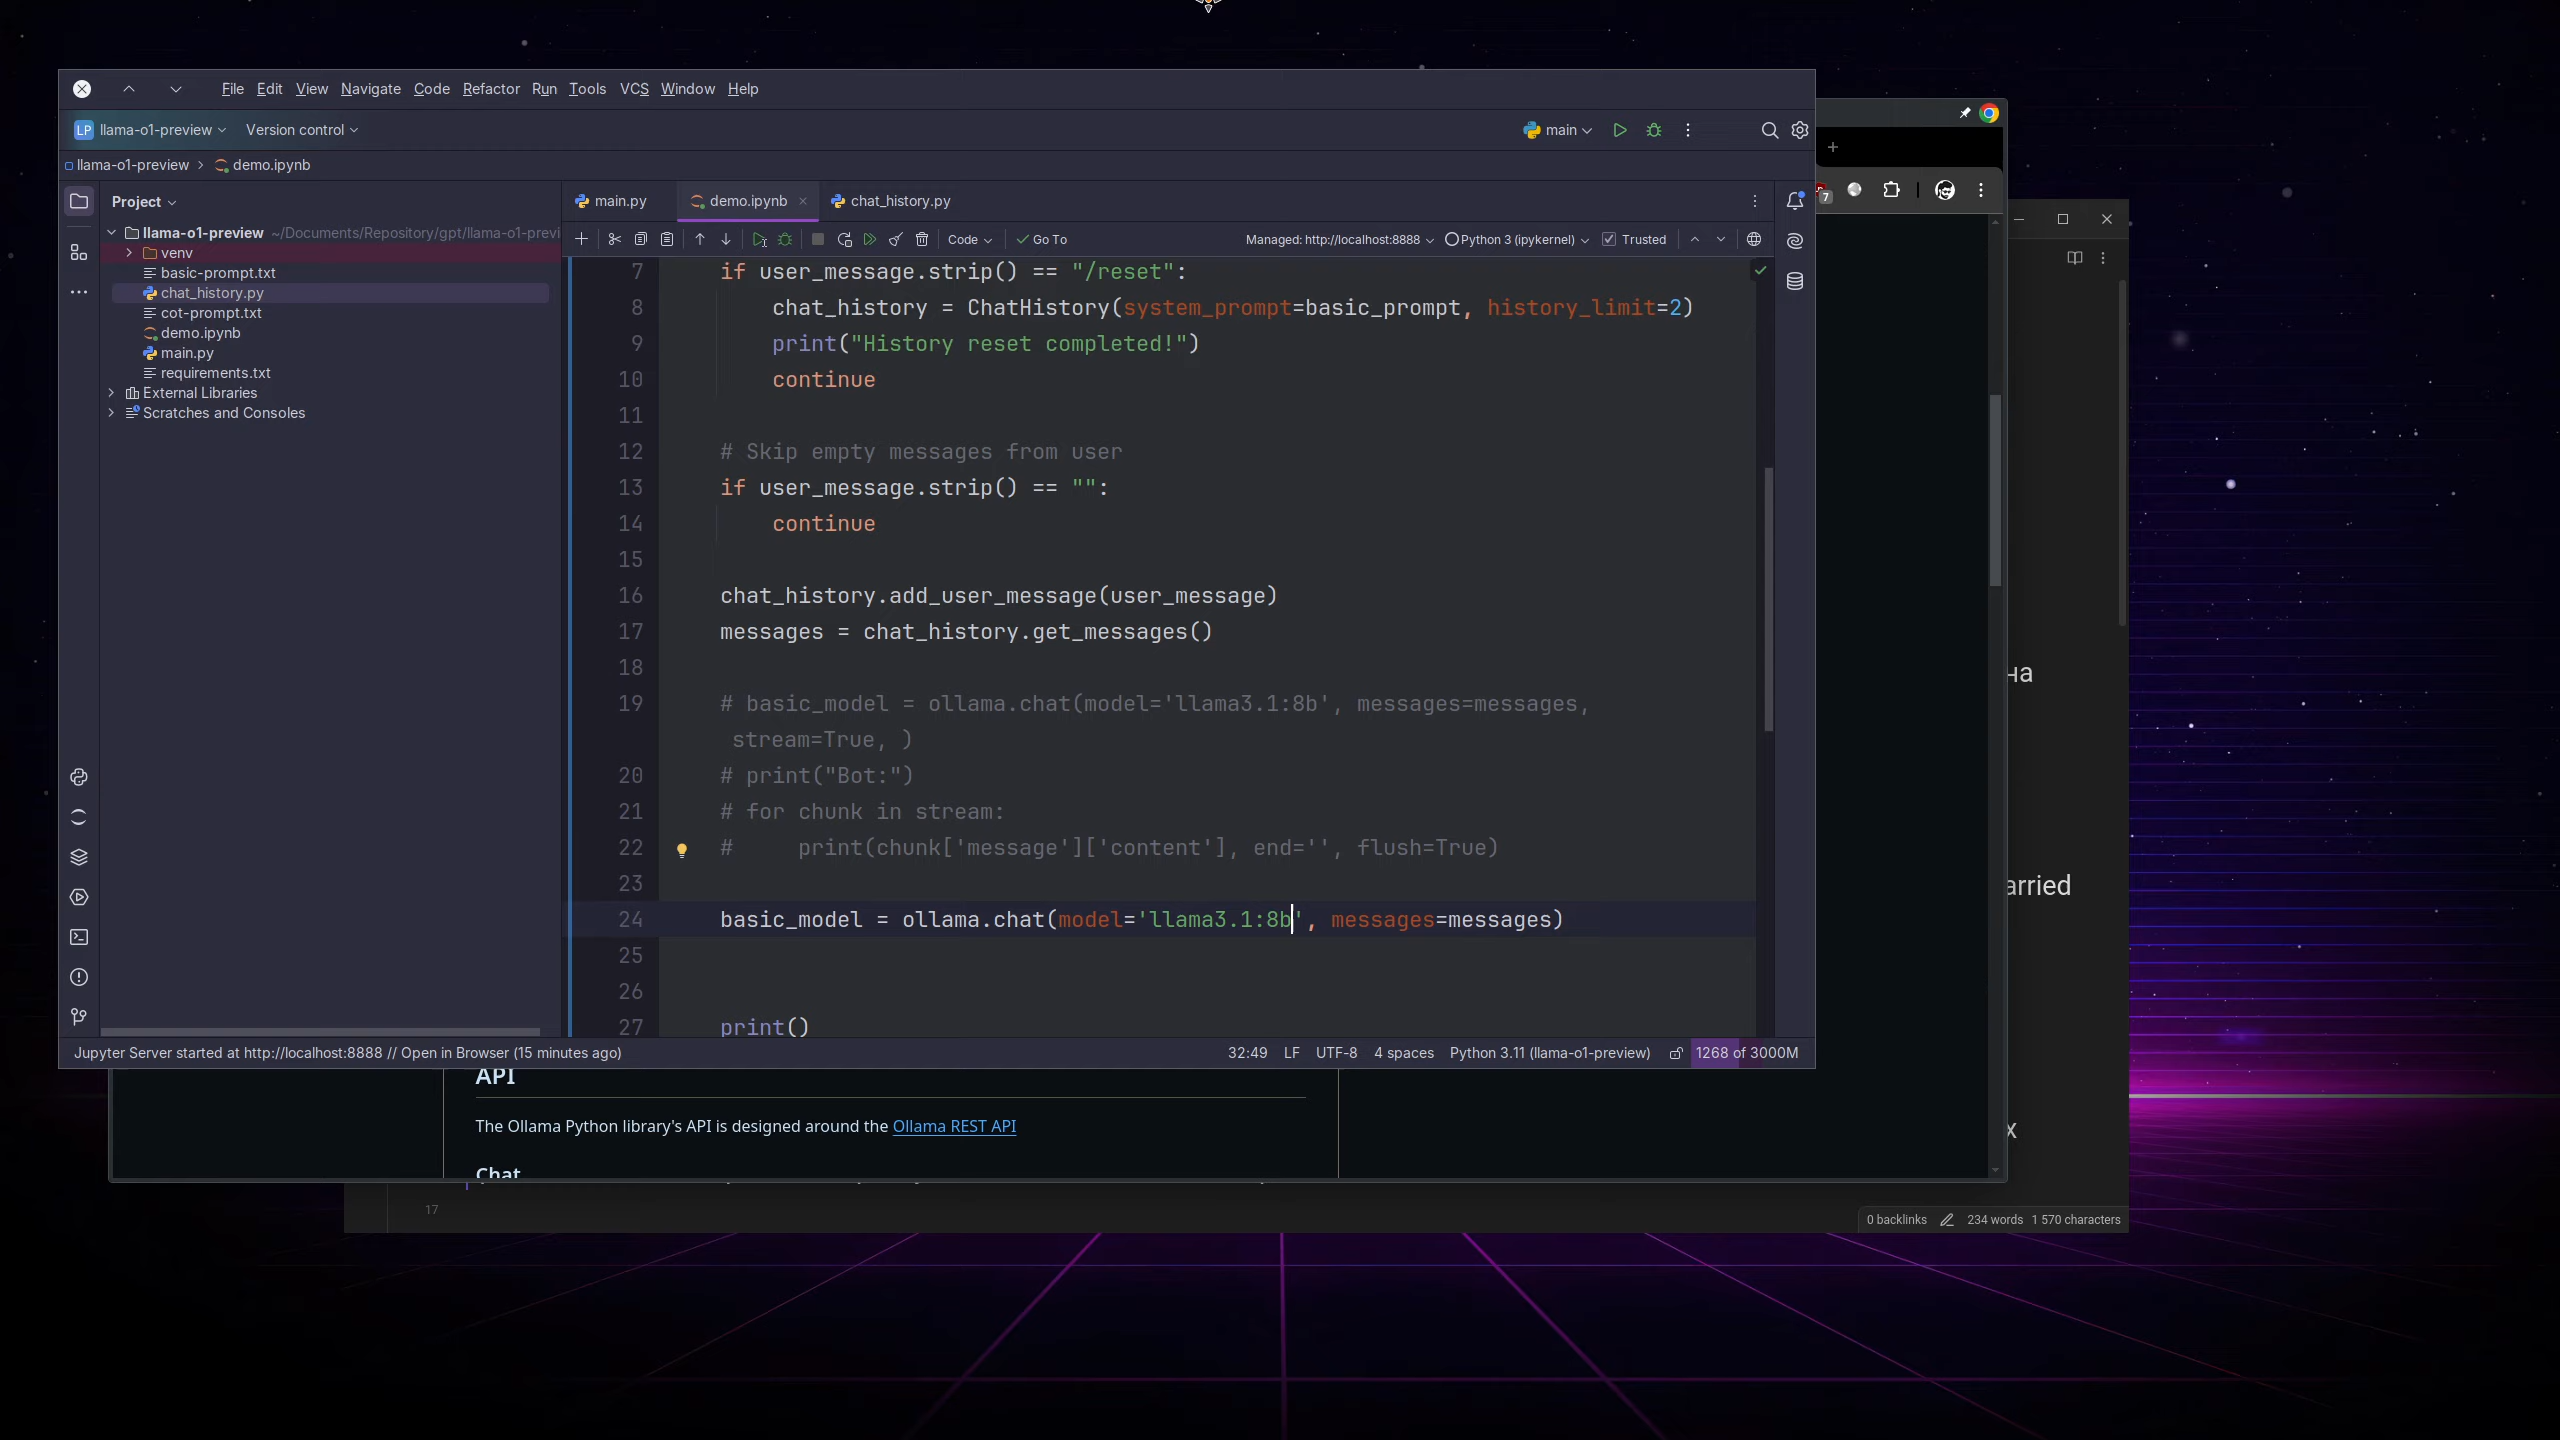 File Edit View Navigate Code Refactor Run Tools VCS Window Help
LP llama-o1-preview Version control main
llama-o1-preview demo.ipynb
Project
main.py demo.ipynb chat_history.py
Code Go To Managed: http://localhost:8888 Python 3 (ipykernel) Trusted
7
llama-o1-preview ~/Documents/Repository/gpt/llama-o1-previ
venv
basic-prompt.txt
chat_history.py
cot-prompt.txt
demo.ipynb
main.py
requirements.txt
External Libraries
Scratches and Consoles
7 if user_message.strip() == "/reset":
8 chat_history = ChatHistory(system_prompt=basic_prompt, history_limit=2)
9 print("History reset completed!")
10 continue
11
12 # Skip empty messages from user
13 if user_message.strip() == "":
14 continue
15
16 chat_history.add_user_message(user_message)
17 messages = chat_history.get_messages()
18
19 # basic_model = ollama.chat(model='llama3.1:8b', messages=messages,
stream=True, )
20 # print("Bot:")
21 # for chunk in stream:
22 # print(chunk['message']['content'], end='', flush=True)
23
24 basic_model = ollama.chat(model='llama3.1:8b', messages=messages)
25
26
27 print()
Jupyter Server started at http://localhost:8888 // Open in Browser (15 minutes ago) 32:49 LF UTF-8 4 spaces Python 3.11 (llama-o1-preview) 1268 of 3000M
на
arried
x
API
The Ollama Python library's API is designed around the Ollama REST API
Chat
17
0 backlinks 234 words 1 570 characters